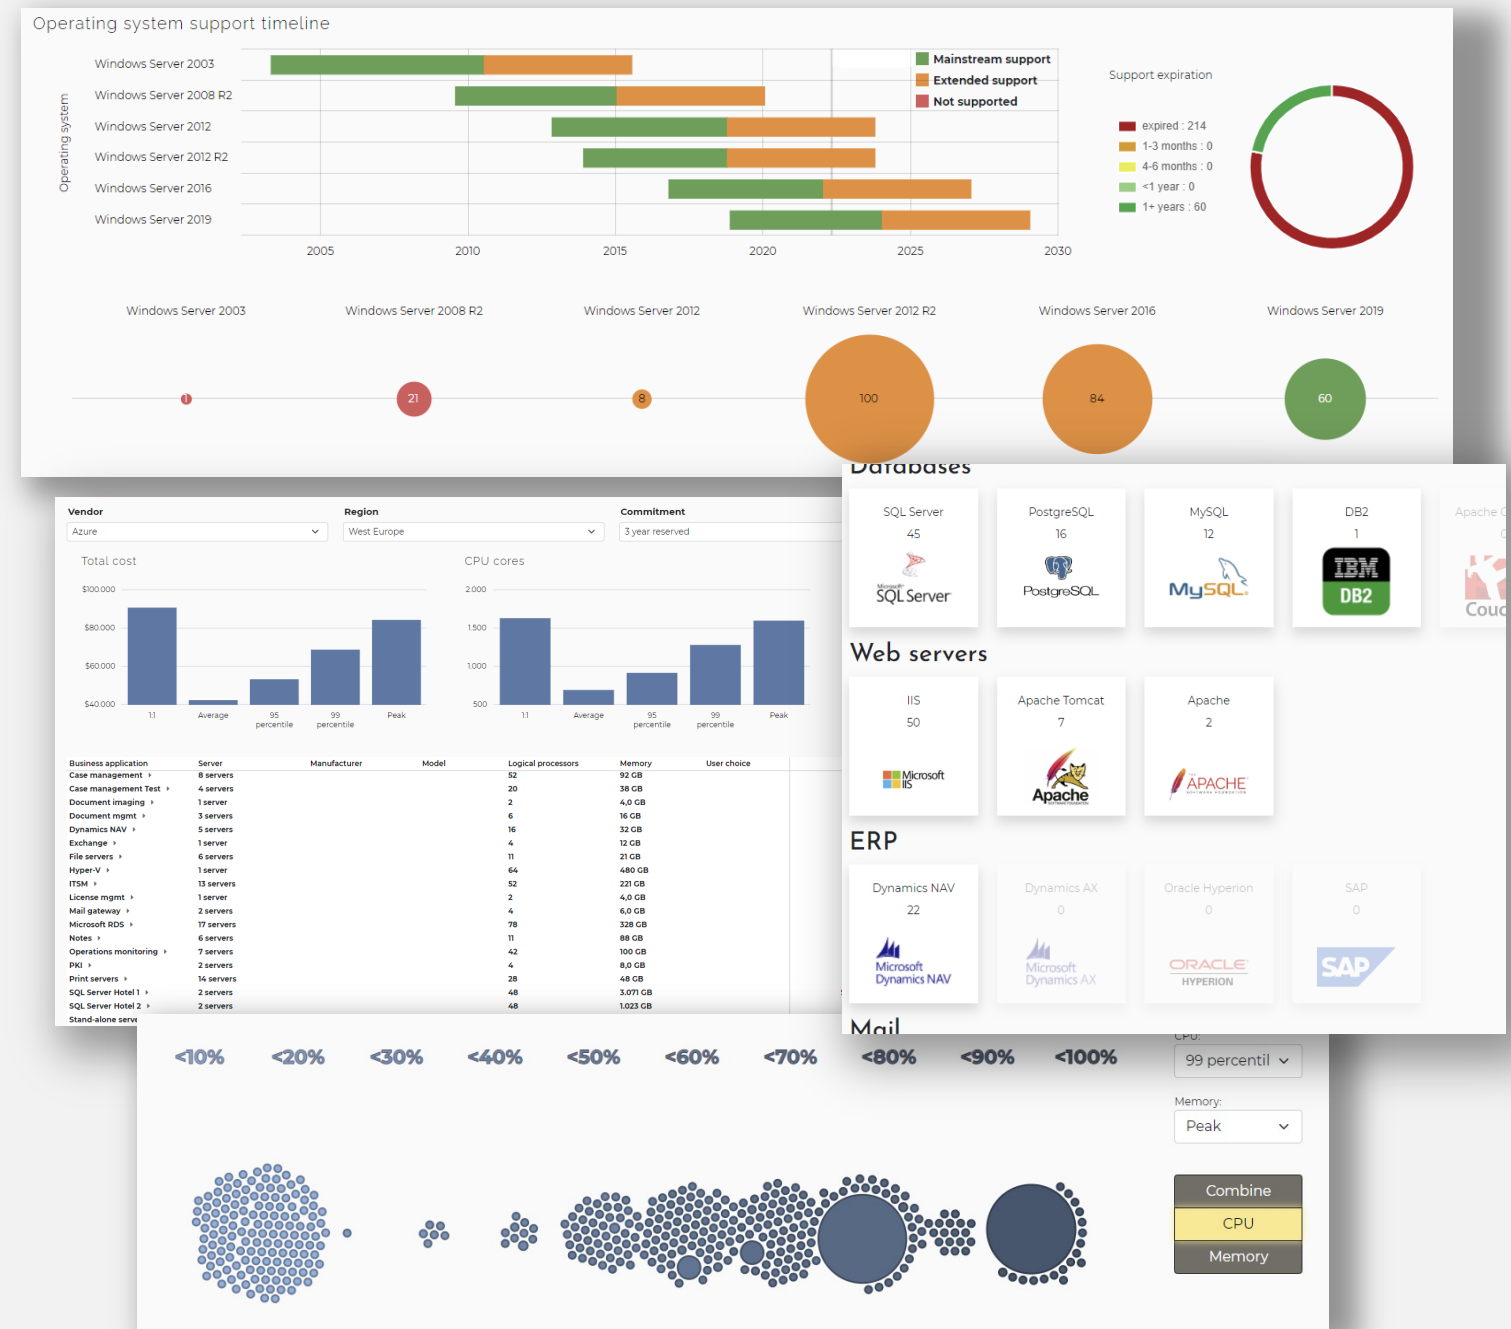 Operating system support timeline
Operating system
Windows Server 2003
Windows Server 2008 R2
Windows Server 2012
Windows Server 2012 R2
Windows Server 2016
Windows Server 2019
Mainstream support
Extended support
Not supported
2005 2010 2015 2020 2025 2030
Support expiration
expired : 214
1-3 months : 0
4-6 months : 0
<1 year : 0
1+ years : 60
Windows Server 2003 Windows Server 2008 R2 Windows Server 2012 Windows Server 2012 R2 Windows Server 2016 Windows Server 2019
1 21 8 100 84 60
Vendor Region Commitment
Azure West Europe 3 year reserved
Total cost
$100.000
$80.000
$60.000
$40.000
1:1 Average 95 percentile 99 percentile Peak
CPU cores
2.000
1.500
1.000
500
1:1 Average 95 percentile 99 percentile Peak
Business application Server Manufacturer Model Logical processors Memory User choice
Case management 8 servers 52 92 GB
Case management Test 4 servers 20 38 GB
Document imaging 1 server 2 4,0 GB
Document mgmt 3 servers 6 16 GB
Dynamics NAV 5 servers 16 32 GB
Exchange 1 server 4 12 GB
File servers 6 servers 11 21 GB
Hyper-V 1 server 64 480 GB
ITSM 13 servers 52 221 GB
License mgmt 1 server 2 4,0 GB
Mail gateway 2 servers 4 6,0 GB
Microsoft RDS 17 servers 78 328 GB
Notes 6 servers 11 88 GB
Operations monitoring 7 servers 42 100 GB
PKI 2 servers 4 8,0 GB
Print servers 14 servers 28 48 GB
SQL Server Hotel 1 2 servers 48 3.071 GB
SQL Server Hotel 2 2 servers 48 1.023 GB
Stand-alone serve
Databases
SQL Server PostgreSQL MySQL DB2 Apache
45 16 12 1
Microsoft SQL Server
PostgreSQL
MySQL
IBM
DB2
Couc
Web servers
IIS Apache Tomcat Apache
50 7 2
Microsoft IIS
Apache
SOFTWARE FOUNDATION
THE
APACHE
SOFTWARE FOUNDATION
ERP
Dynamics NAV Dynamics AX Oracle Hyperion SAP
22 0 0 0
Microsoft Dynamics NAV
Microsoft Dynamics AX
ORACLE
HYPERION
SAP
Mail
<10% <20% <30% <40% <50% <60% <70% <80% <90% <100%
CPU:
99 percentil
Memory:
Peak
Combine
CPU
Memory